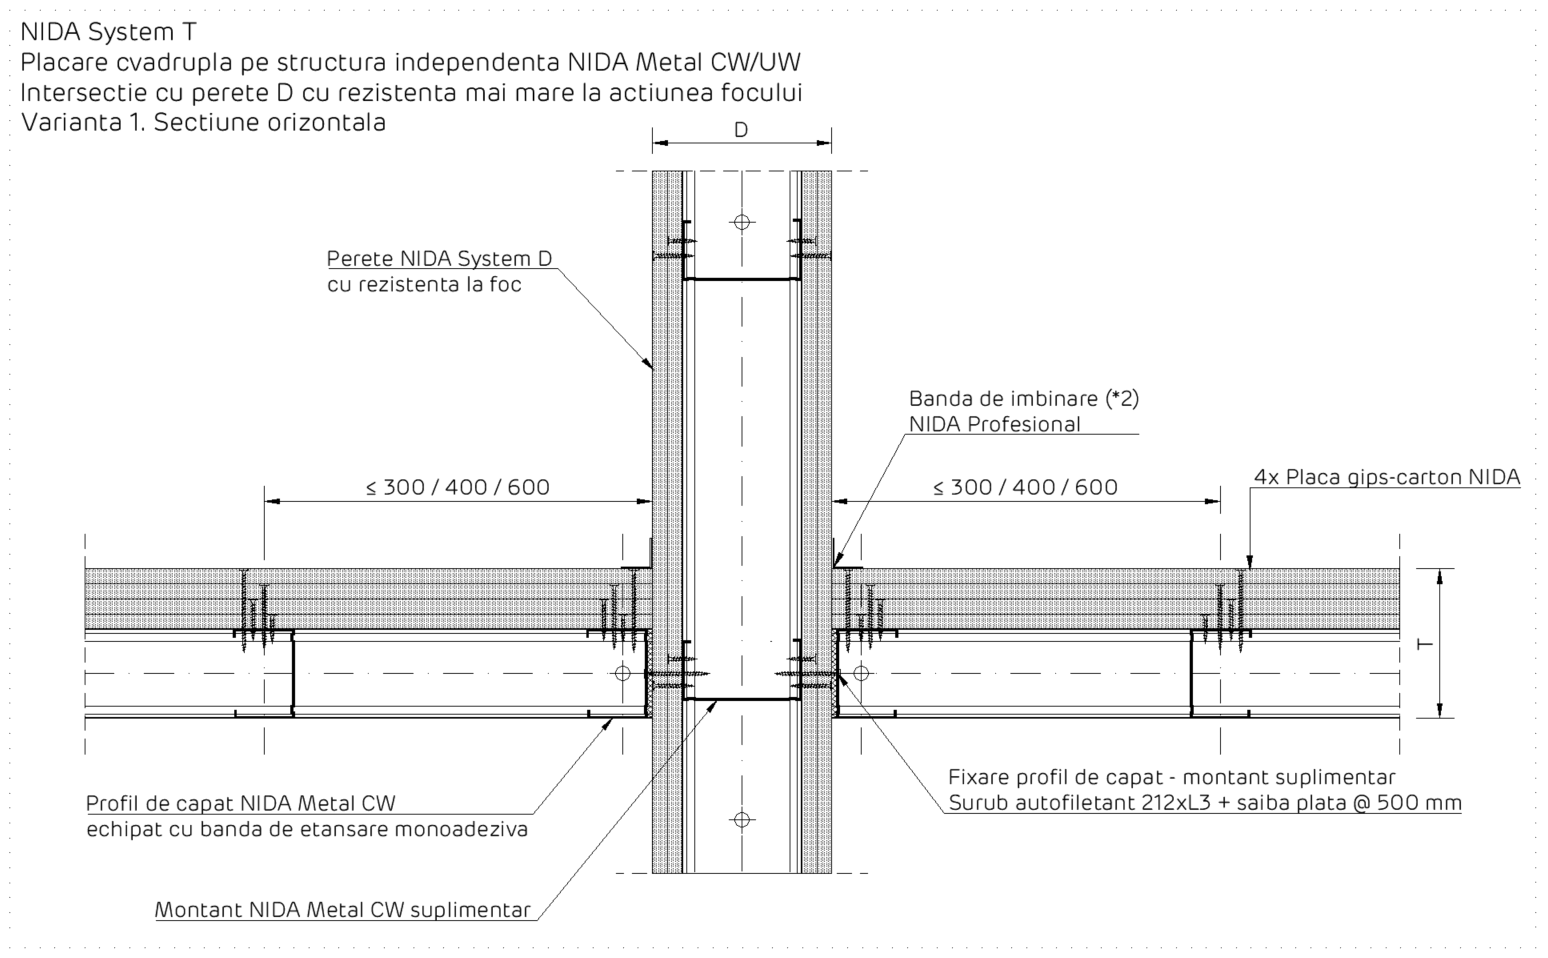 NIDA System T
Placare cvadrupla pe structura independenta NIDA Metal CW/UW
Intersectie cu perete D cu rezistenta mai mare la actiunea focului
Varianta 1. Sectiune orizontala
D
Perete NIDA System D
cu rezistenta la foc
Banda de imbinare (*2)
NIDA Profesional
≤ 300 / 400 / 600
≤ 300 / 400 / 600
4x Placa gips-carton NIDA
T
Fixare profil de capat - montant suplimentar
Surub autofiletant 212xL3 + saiba plata @ 500 mm
Profil de capat NIDA Metal CW
echipat cu banda de etansare monoadeziva
Montant NIDA Metal CW suplimentar